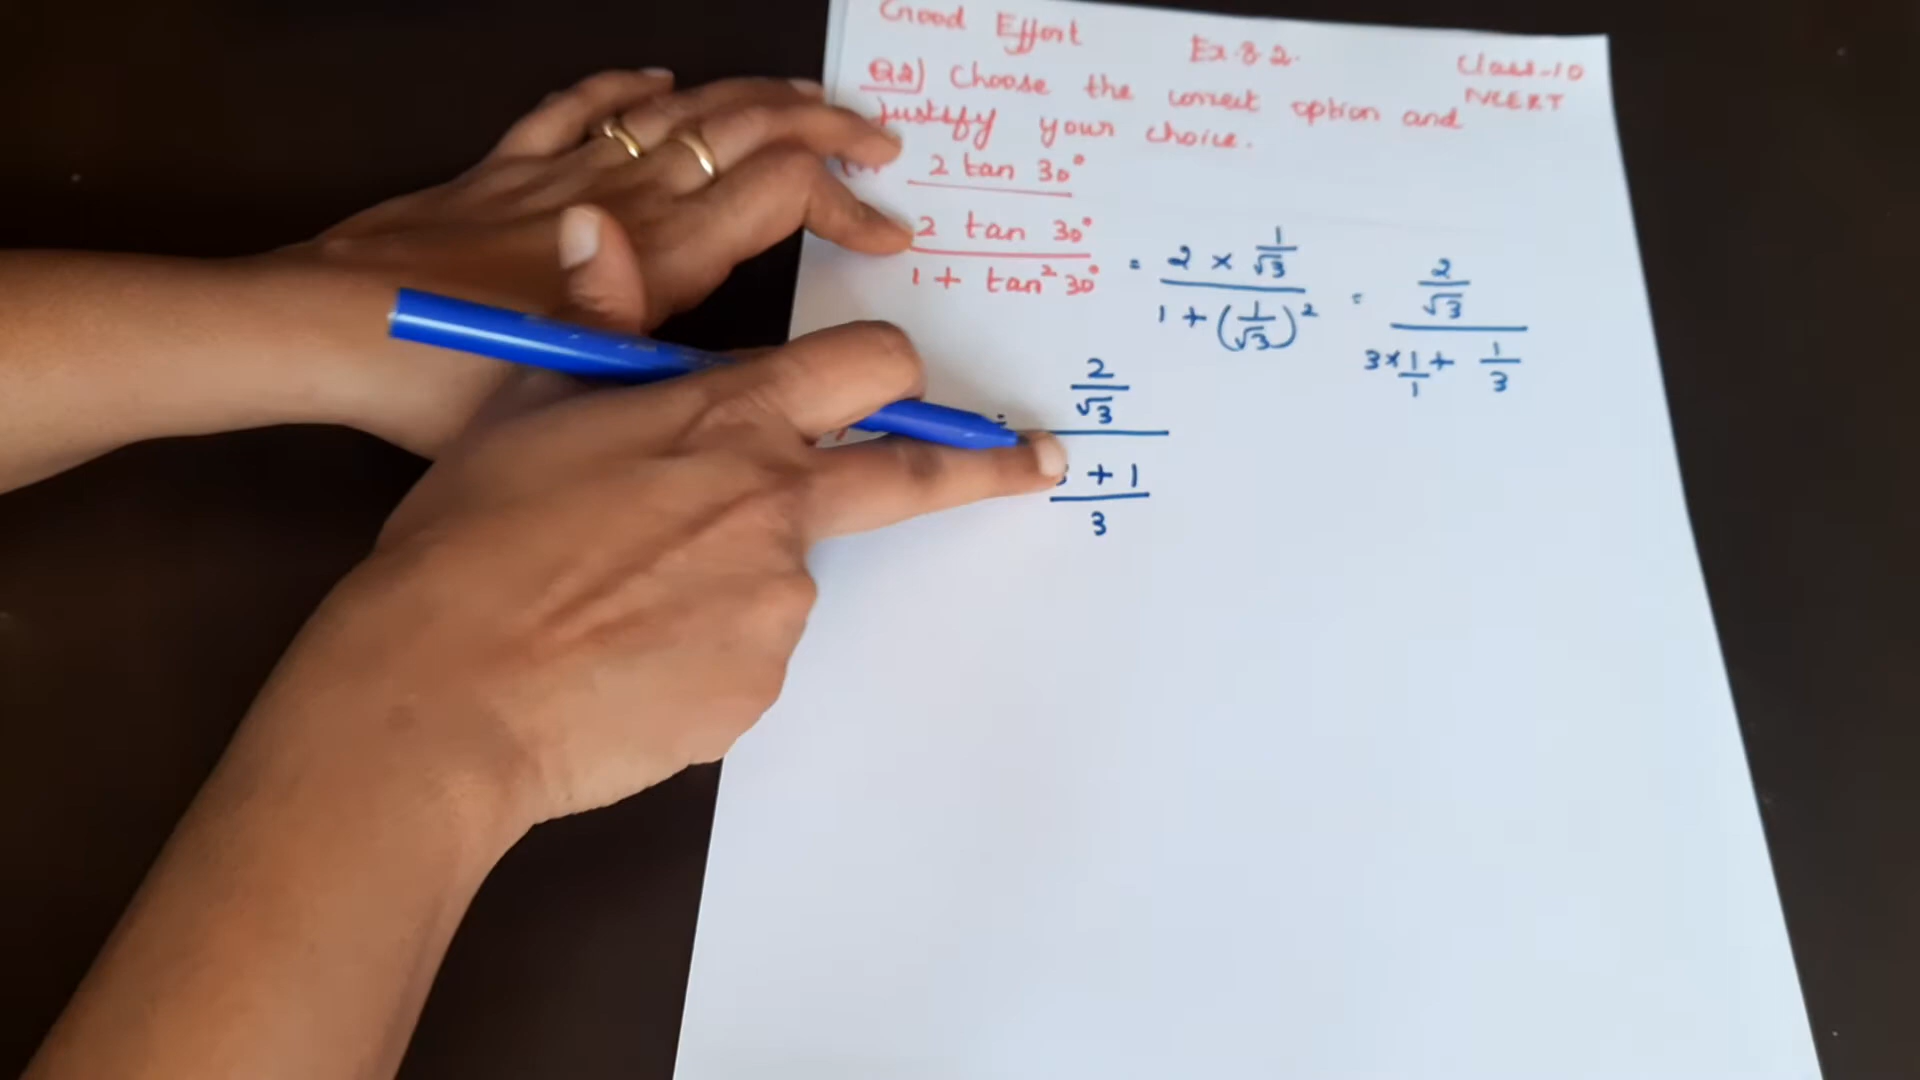 Good Effort Ex 8.2. Class-10
NCERT
Q2) Choose the correct option and
justify your choice.
2 tan 30°
2 tan 30° / 1 + tan² 30° = 2 × 1/√3 / 1 + (1/√3)² = 2/√3 / 3×1/1 + 1/3
= 2/√3 / 3 + 1 / 3